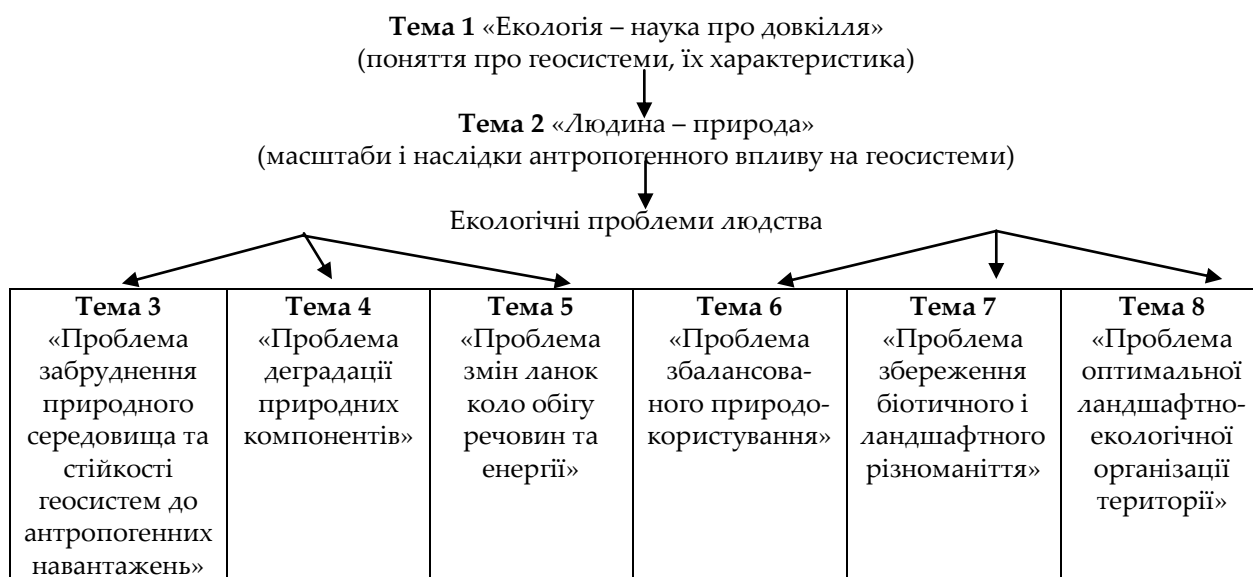 Тема 1 «Екологія – наука про довкілля»
(поняття про геосистеми, їх характеристика)
Тема 2 «Людина – природа»
(масштаби і наслідки антропогенного впливу на геосистеми)
Екологічні проблеми людства
Тема 3
«Проблема
забруднення
природного
середовища та
стійкості
геосистем до
антропогенних
навантажень»
Тема 4
«Проблема
деградації
природних
компонентів»
Тема 5
«Проблема
змін ланок
коло обігу
речовин та
енергії»
Тема 6
«Проблема
збалансова-
ного природо-
користування»
Тема 7
«Проблема
збереження
біотичного і
ландшафтного
різноманіття»
Тема 8
«Проблема
оптимальної
ландшафтно-
екологічної
організації
території»